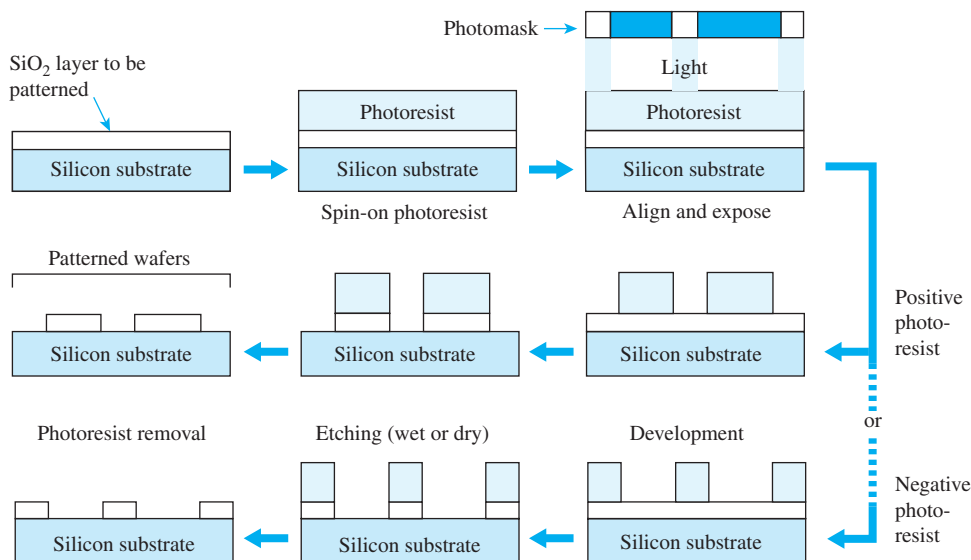 Photomask
SiO₂ layer to be
patterned
Light
Photoresist
Photoresist
Silicon substrate
Silicon substrate
Silicon substrate
Spin-on photoresist
Align and expose
Patterned wafers
Positive
photo-
resist
Silicon substrate
Silicon substrate
Silicon substrate
or
Photoresist removal
Etching (wet or dry)
Development
Negative
photo-
resist
Silicon substrate
Silicon substrate
Silicon substrate